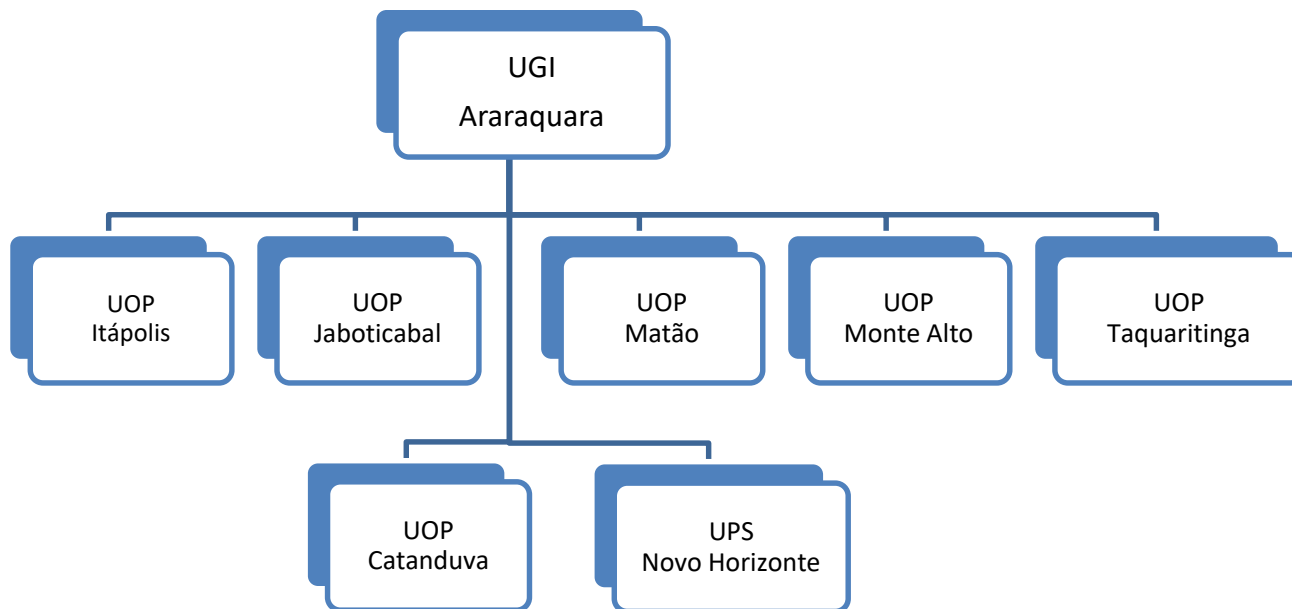 UGI
Araraquara
UOP
Itápolis
UOP
Jaboticabal
UOP
Matão
UOP
Monte Alto
UOP
Taquaritinga
UOP
Catanduva
UPS
Novo Horizonte